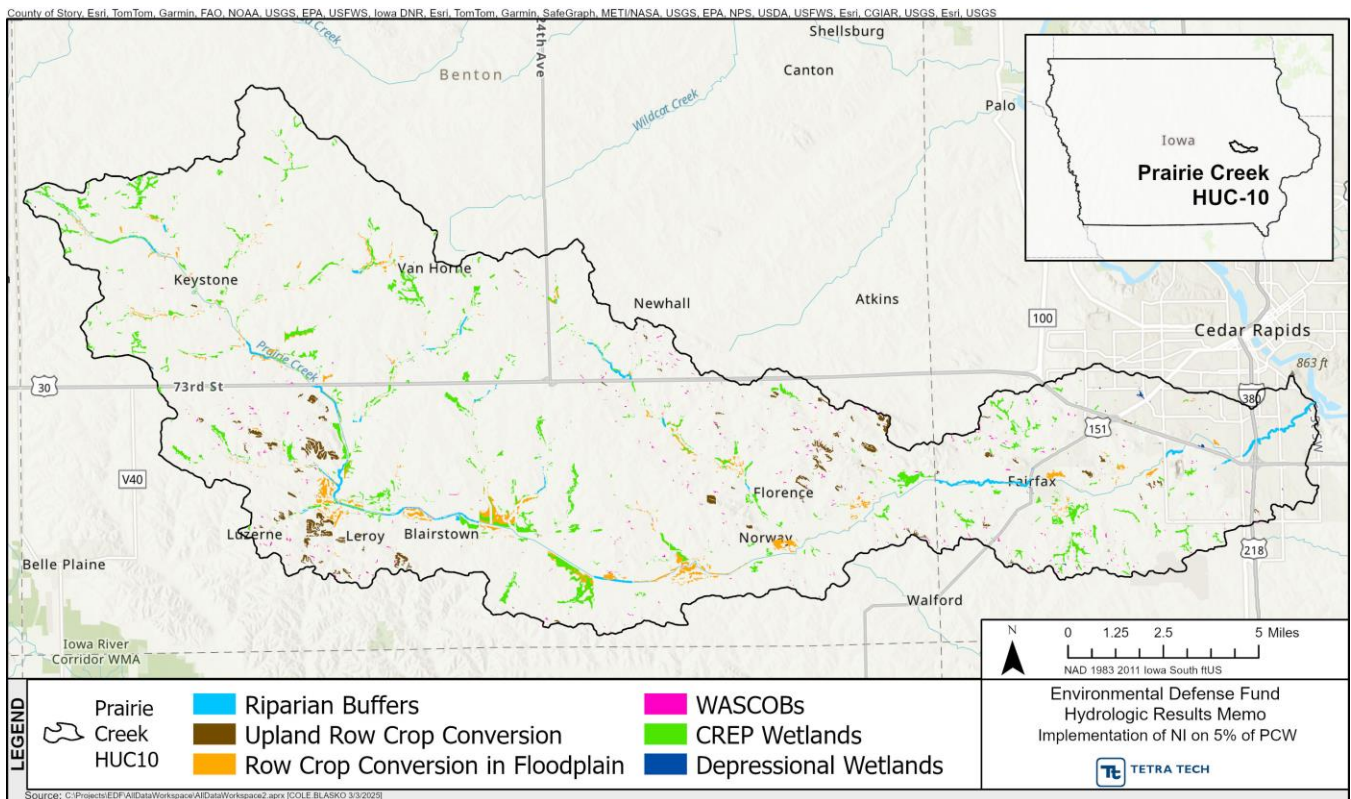 County of Story, Esri, TomTom, Garmin, FAO, NOAA, USGS, EPA, USFWS, Iowa DNR, Esri, TomTom, Garmin, SafeGraph, METI/NASA, USGS, EPA, NPS, USDA, USFWS, Esri, CGIAR, USGS, Esri, USGS
Creek
24th Ave
Shellsburg
Benton
Canton
Wildcat Creek
Palo
Iowa
Prairie Creek
HUC-10
Keystone
Van Horne
Newhall
Atkins
100
Cedar Rapids
863 ft
Prairie Creek
30
73rd St
380
151
V40
Florence
Fairfax
Luzerne
Leroy
Blairstown
Norway
218
Belle Plaine
Walford
Iowa River
Corridor WMA
N
0 1.25 2.5 5 Miles
NAD 1983 2011 Iowa South ftUS
LEGEND
Prairie
Creek
HUC10
Riparian Buffers
Upland Row Crop Conversion
Row Crop Conversion in Floodplain
WASCOBs
CREP Wetlands
Depressional Wetlands
Environmental Defense Fund
Hydrologic Results Memo
Implementation of NI on 5% of PCW
Tt TETRA TECH
Source: C:\Projects\EDF\AllDataWorkspace\AllDataWorkspace2.aprx [COLE.BLASKO 3/3/2025]